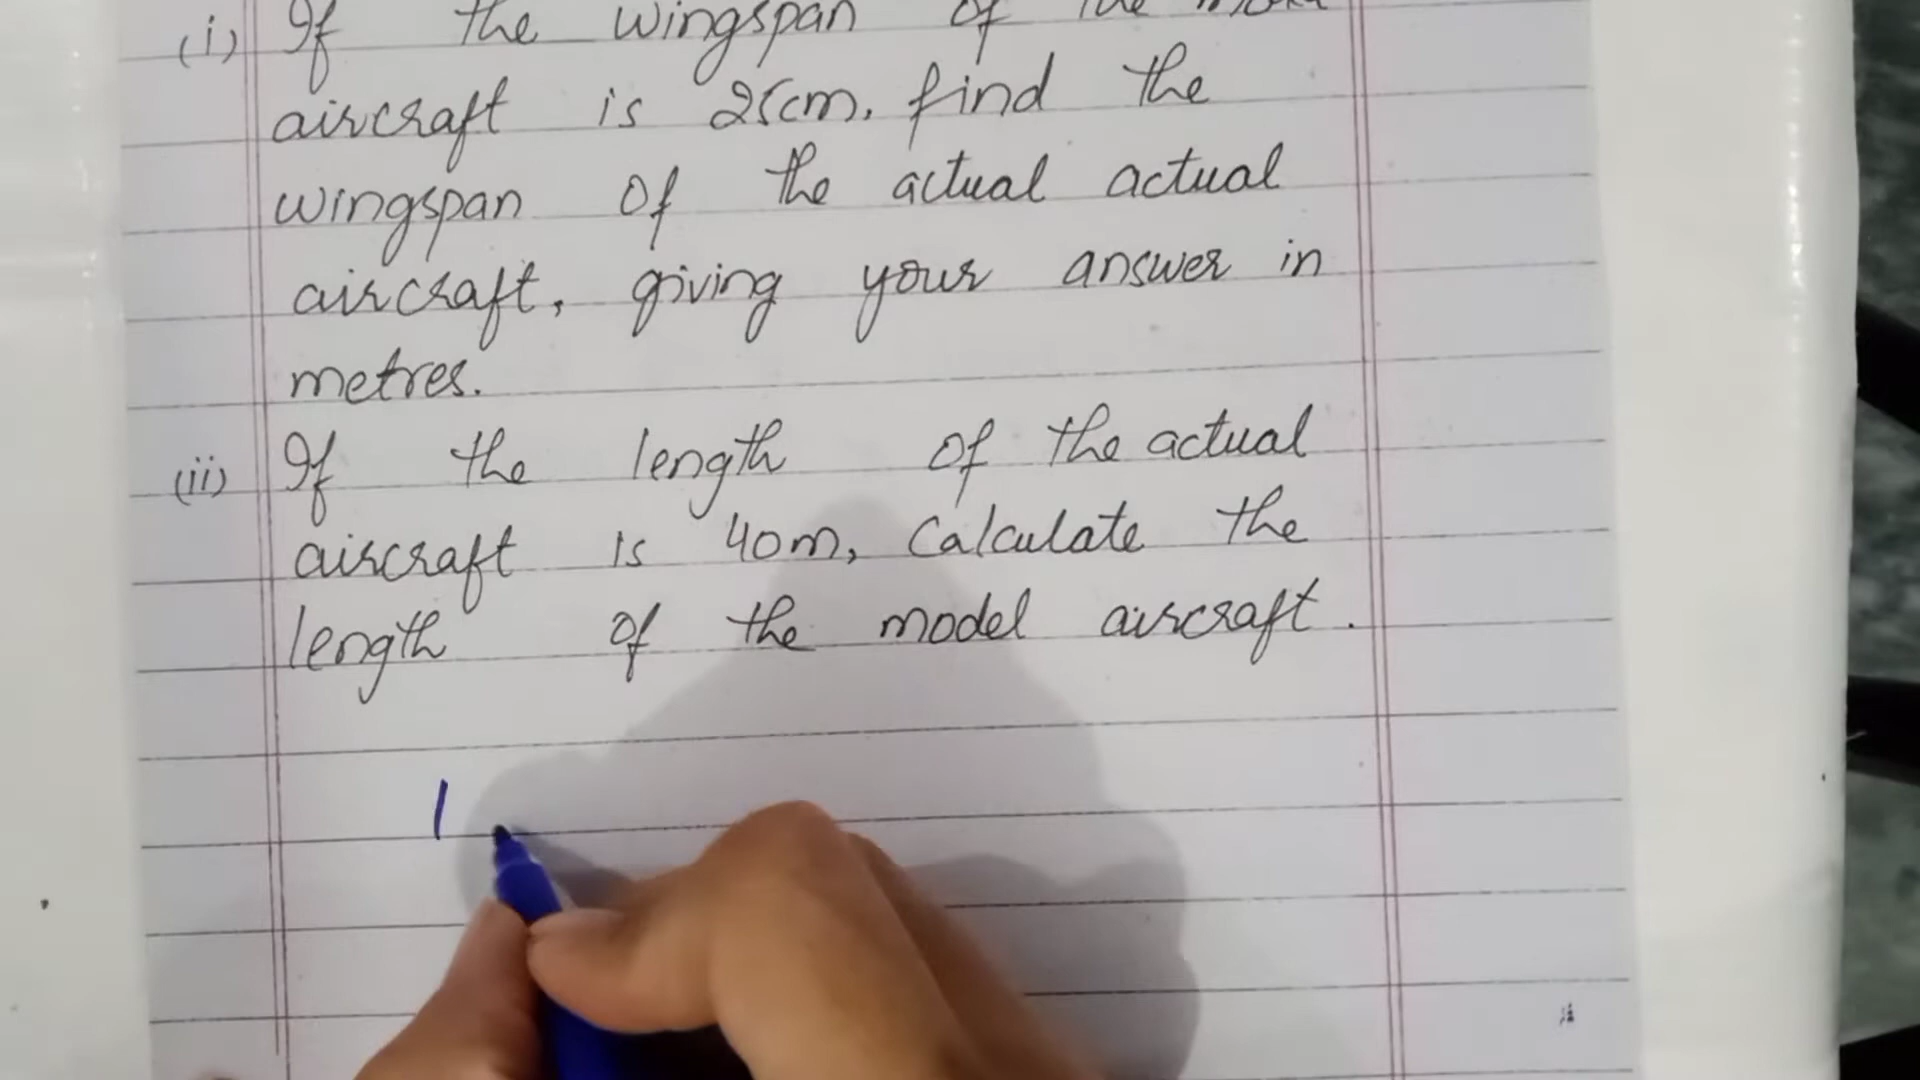 (i) If the wingspan of the
aircraft is 25cm. find the
wingspan of the actual actual
aircraft, giving your answer in
metres.
(ii) If the length of the actual
aircraft is 40m, Calculate the
length of the model aircraft.
1